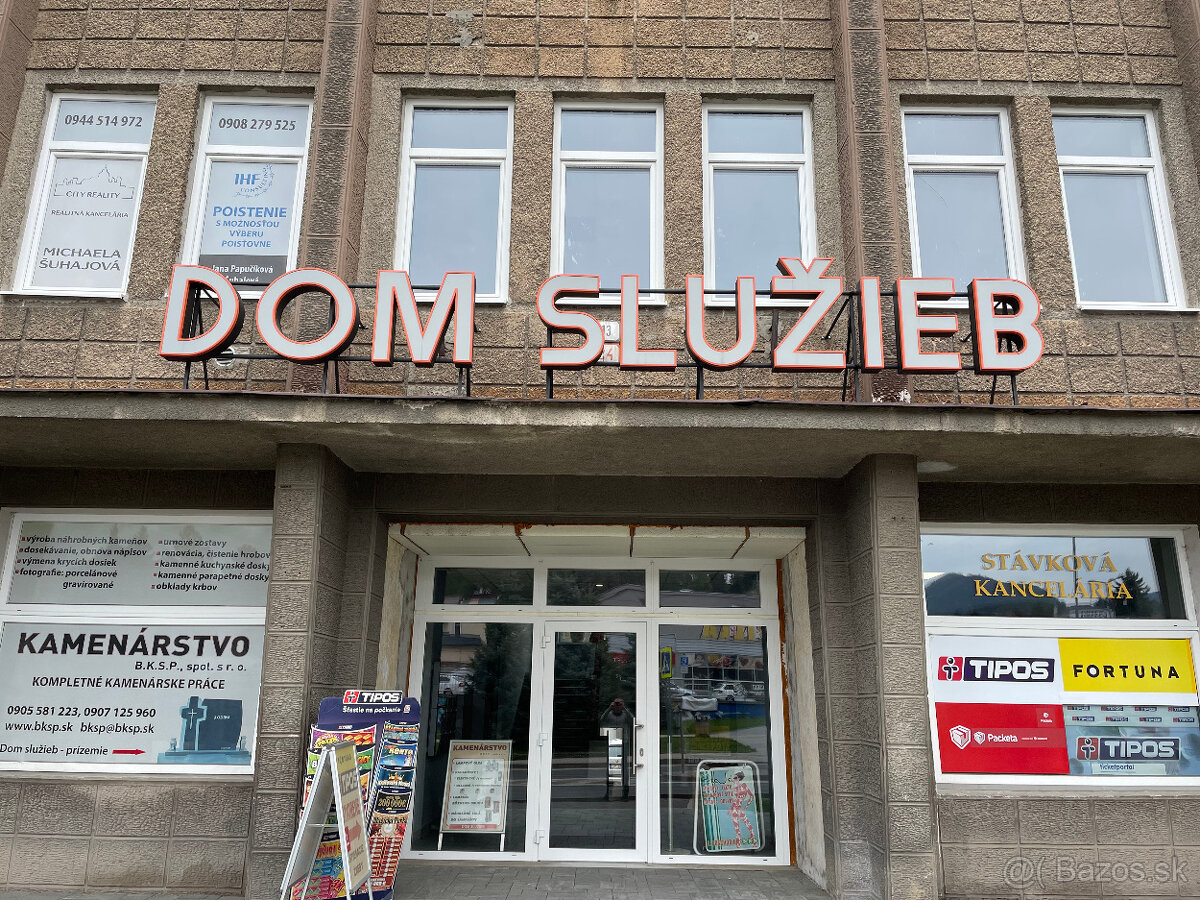 0944 514 972
CITY REALITY
REALITNÁ KANCELÁRIA
MICHAELA
ŠUHAJOVÁ
0908 279 525
IHF
POISTENIE
S MOŽNOSŤOU
VÝBERU
POISŤOVNE
Jana Papučíková
DOM SLUŽIEB
13
výroba náhrobných kameňov
dosekávanie, obnova nápisov
výmena krycích dosiek
fotografie: porcelánové
gravírované
urnové zostavy
renovácia, čistenie hrobov
kamenné kuchynské dosky
kamenné parapetné dosky
obklady krbov
KAMENÁRSTVO
B.K.S.P., spol. s r. o.
KOMPLETNÉ KAMENÁRSKE PRÁCE
0905 581 223, 0907 125 960
www.bksp.sk bksp@bksp.sk
Dom služieb - prízemie
TIPOS
Šťastie na počkanie
KAMENÁRSTVO
STÁVKOVÁ
KANCELÁRIA
TIPOS
FORTUNA
Packeta
TIPOS
ticketportal
© Bazos.sk